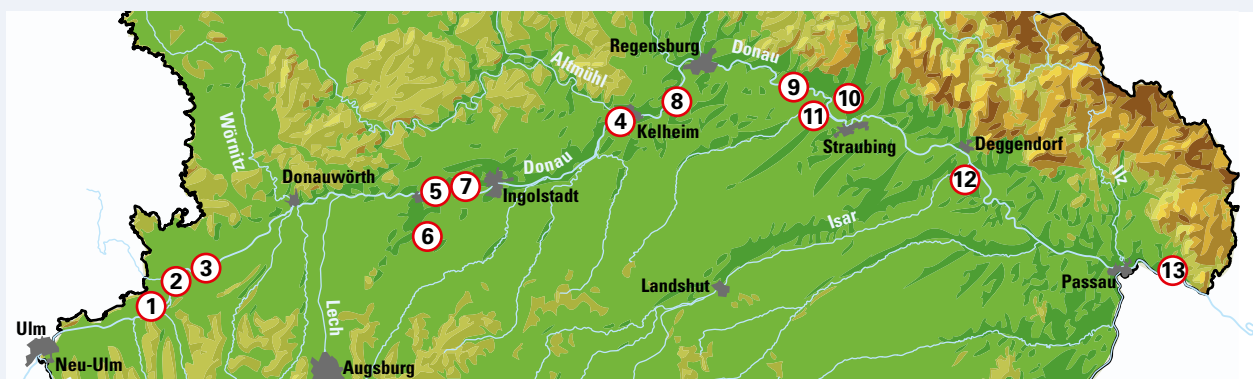 Regensburg
Donau
Altmühl
9
10
8
11
4
Kelheim
Straubing
Wörnitz
Deggendorf
Donau
Donauwörth
5
7
Ingolstadt
12
Ilz
6
Isar
3
2
13
Passau
Landshut
1
Lech
Ulm
Neu-Ulm
Augsburg